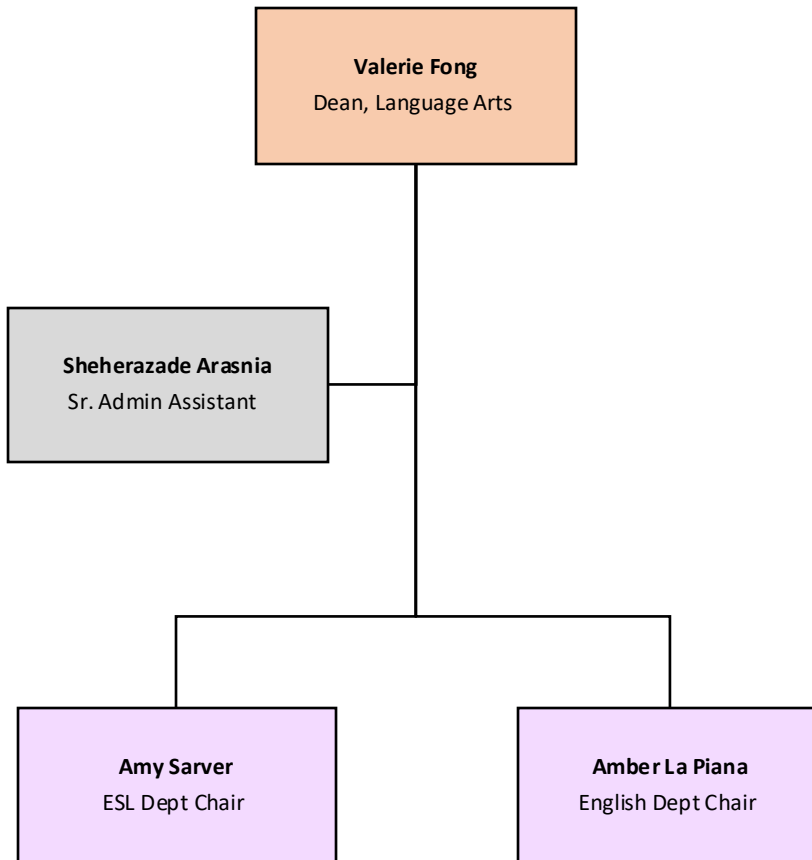 Valerie Fong
Dean, Language Arts
Sheherazade Arasnia
Sr. Admin Assistant
Amy Sarver
ESL Dept Chair
Amber La Piana
English Dept Chair